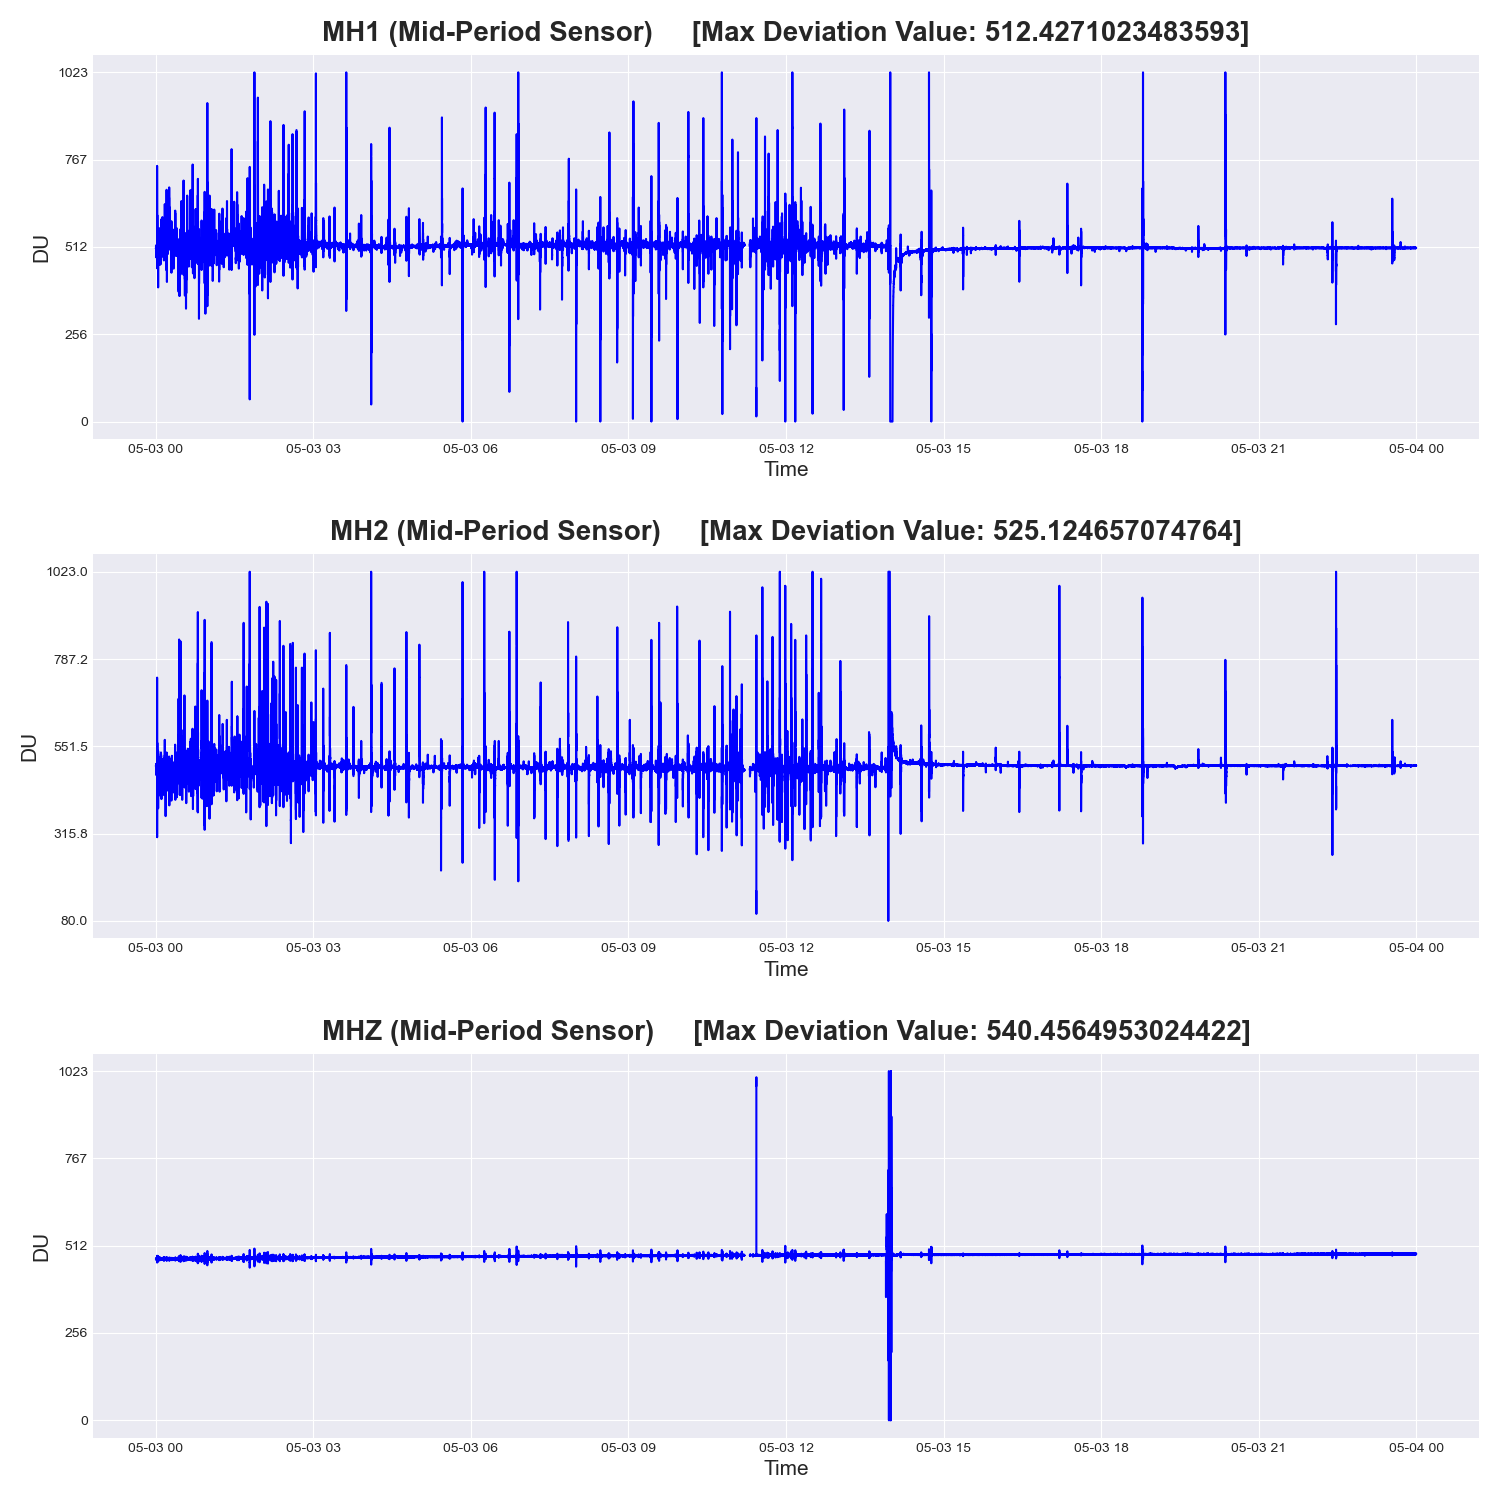 MH1 (Mid-Period Sensor) [Max Deviation Value: 512.4271023483593]
1023
767
512
256
0
DU
05-03 00 05-03 03 05-03 06 05-03 09 05-03 12 05-03 15 05-03 18 05-03 21 05-04 00
Time
MH2 (Mid-Period Sensor) [Max Deviation Value: 525.124657074764]
1023.0
787.2
551.5
315.8
80.0
DU
05-03 00 05-03 03 05-03 06 05-03 09 05-03 12 05-03 15 05-03 18 05-03 21 05-04 00
Time
MHZ (Mid-Period Sensor) [Max Deviation Value: 540.4564953024422]
1023
767
512
256
0
DU
05-03 00 05-03 03 05-03 06 05-03 09 05-03 12 05-03 15 05-03 18 05-03 21 05-04 00
Time